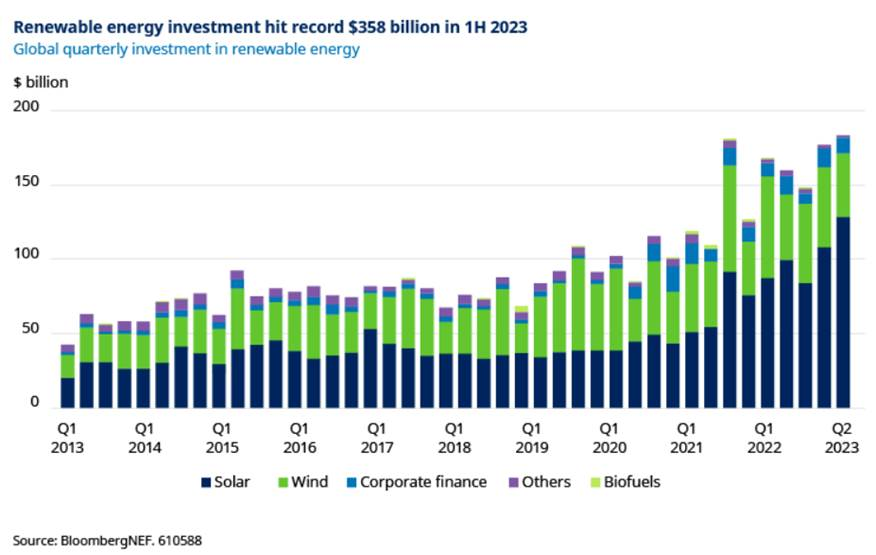 Renewable energy investment hit record $358 billion in 1H 2023
Global quarterly investment in renewable energy
$ billion
200
150
100
50
0
Q1 Q1 Q1 Q1 Q1 Q1 Q1 Q1 Q1 Q1 Q2
2013 2014 2015 2016 2017 2018 2019 2020 2021 2022 2023
Solar Wind Corporate finance Others Biofuels
Source: BloombergNEF. 610588